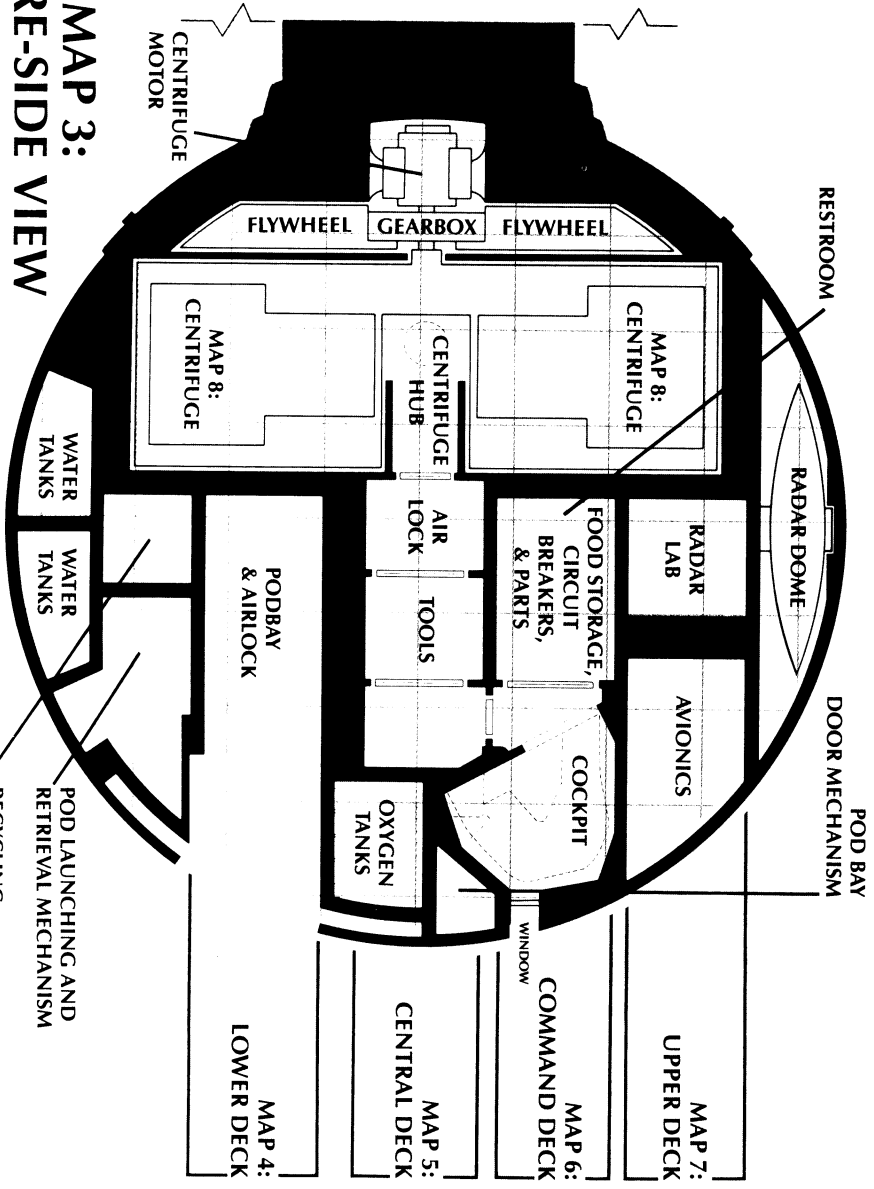 MAP 3:
RE-SIDE VIEW
CENTRIFUGE
MOTOR
FLYWHEEL
GEARBOX
FLYWHEEL
RESTROOM
MAP 8:
CENTRIFUGE
CENTRIFUGE
HUB
MAP 8:
CENTRIFUGE
RADAR DOME
WATER
TANKS
WATER
TANKS
AIR
LOCK
FOOD STORAGE,
CIRCUIT
BREAKERS,
& PARTS
RADAR
LAB
PODBAY
& AIRLOCK
TOOLS
AVIONICS
COCKPIT
OXYGEN
TANKS
POD BAY
DOOR MECHANISM
WINDOW
POD LAUNCHING AND
RETRIEVAL MECHANISM
RECYCLING
MAP 7:
UPPER DECK
MAP 6:
COMMAND DECK
MAP 5:
CENTRAL DECK
MAP 4:
LOWER DECK